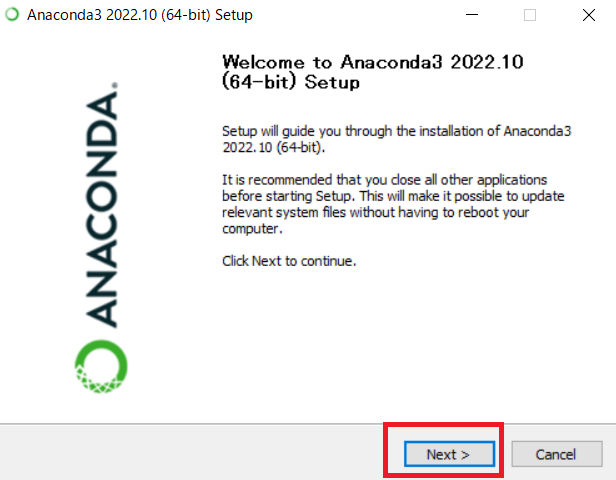 Anaconda3 2022.10 (64-bit) Setup
Welcome to Anaconda3 2022.10
(64-bit) Setup
Setup will guide you through the installation of Anaconda3
2022.10 (64-bit).
It is recommended that you close all other applications
before starting Setup. This will make it possible to update
relevant system files without having to reboot your
computer.
Click Next to continue.
ANACONDA.
Next >
Cancel